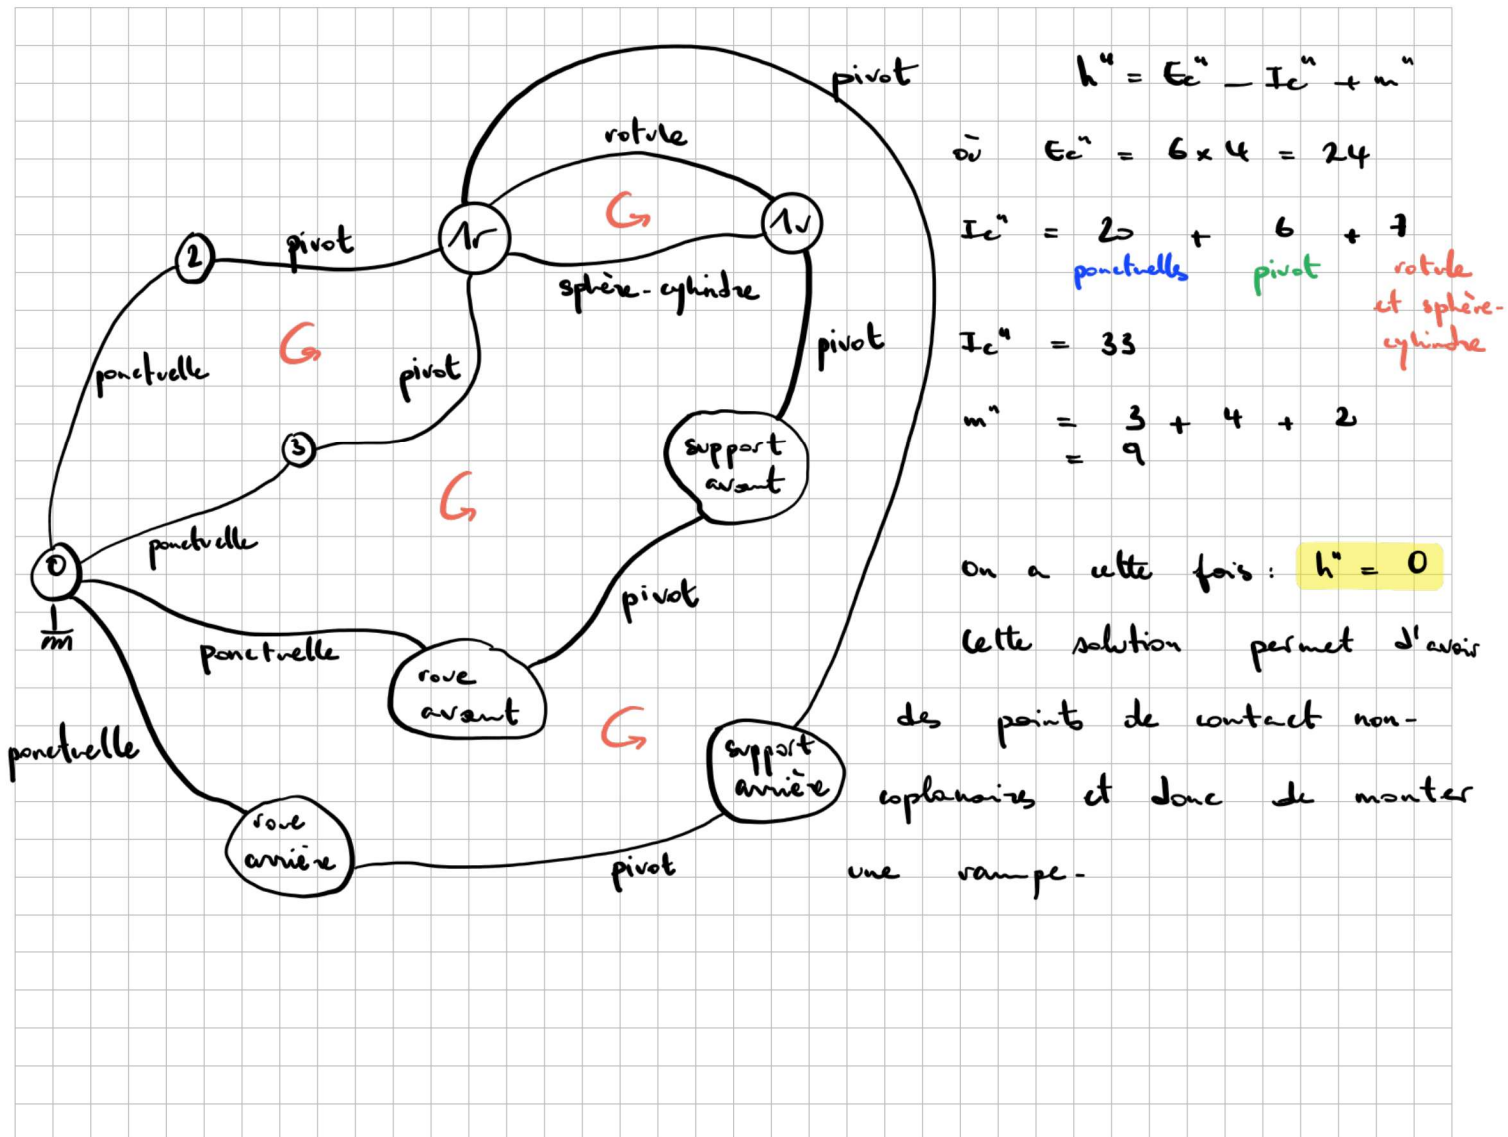 pivot
rotule
1r
1v
2
pivot
sphère-cylindre
ponctuelle
pivot
pivot
3
support
avant
ponctuelle
0
pivot
ponctuelle
roue
avant
ponctuelle
support
arrière
roue
arrière
pivot
h" = Ec" - Ic" + m"
où Ec" = 6 x 4 = 24
Ic" = 20 + 6 + 7
ponctuelles pivot rotule
et sphère-
cylindre
Ic" = 33
m" = 3 + 4 + 2
= 9
on a cette fois : h" = 0
Cette solution permet d'avoir
des points de contact non-
coplanaires et donc de monter
une rampe.